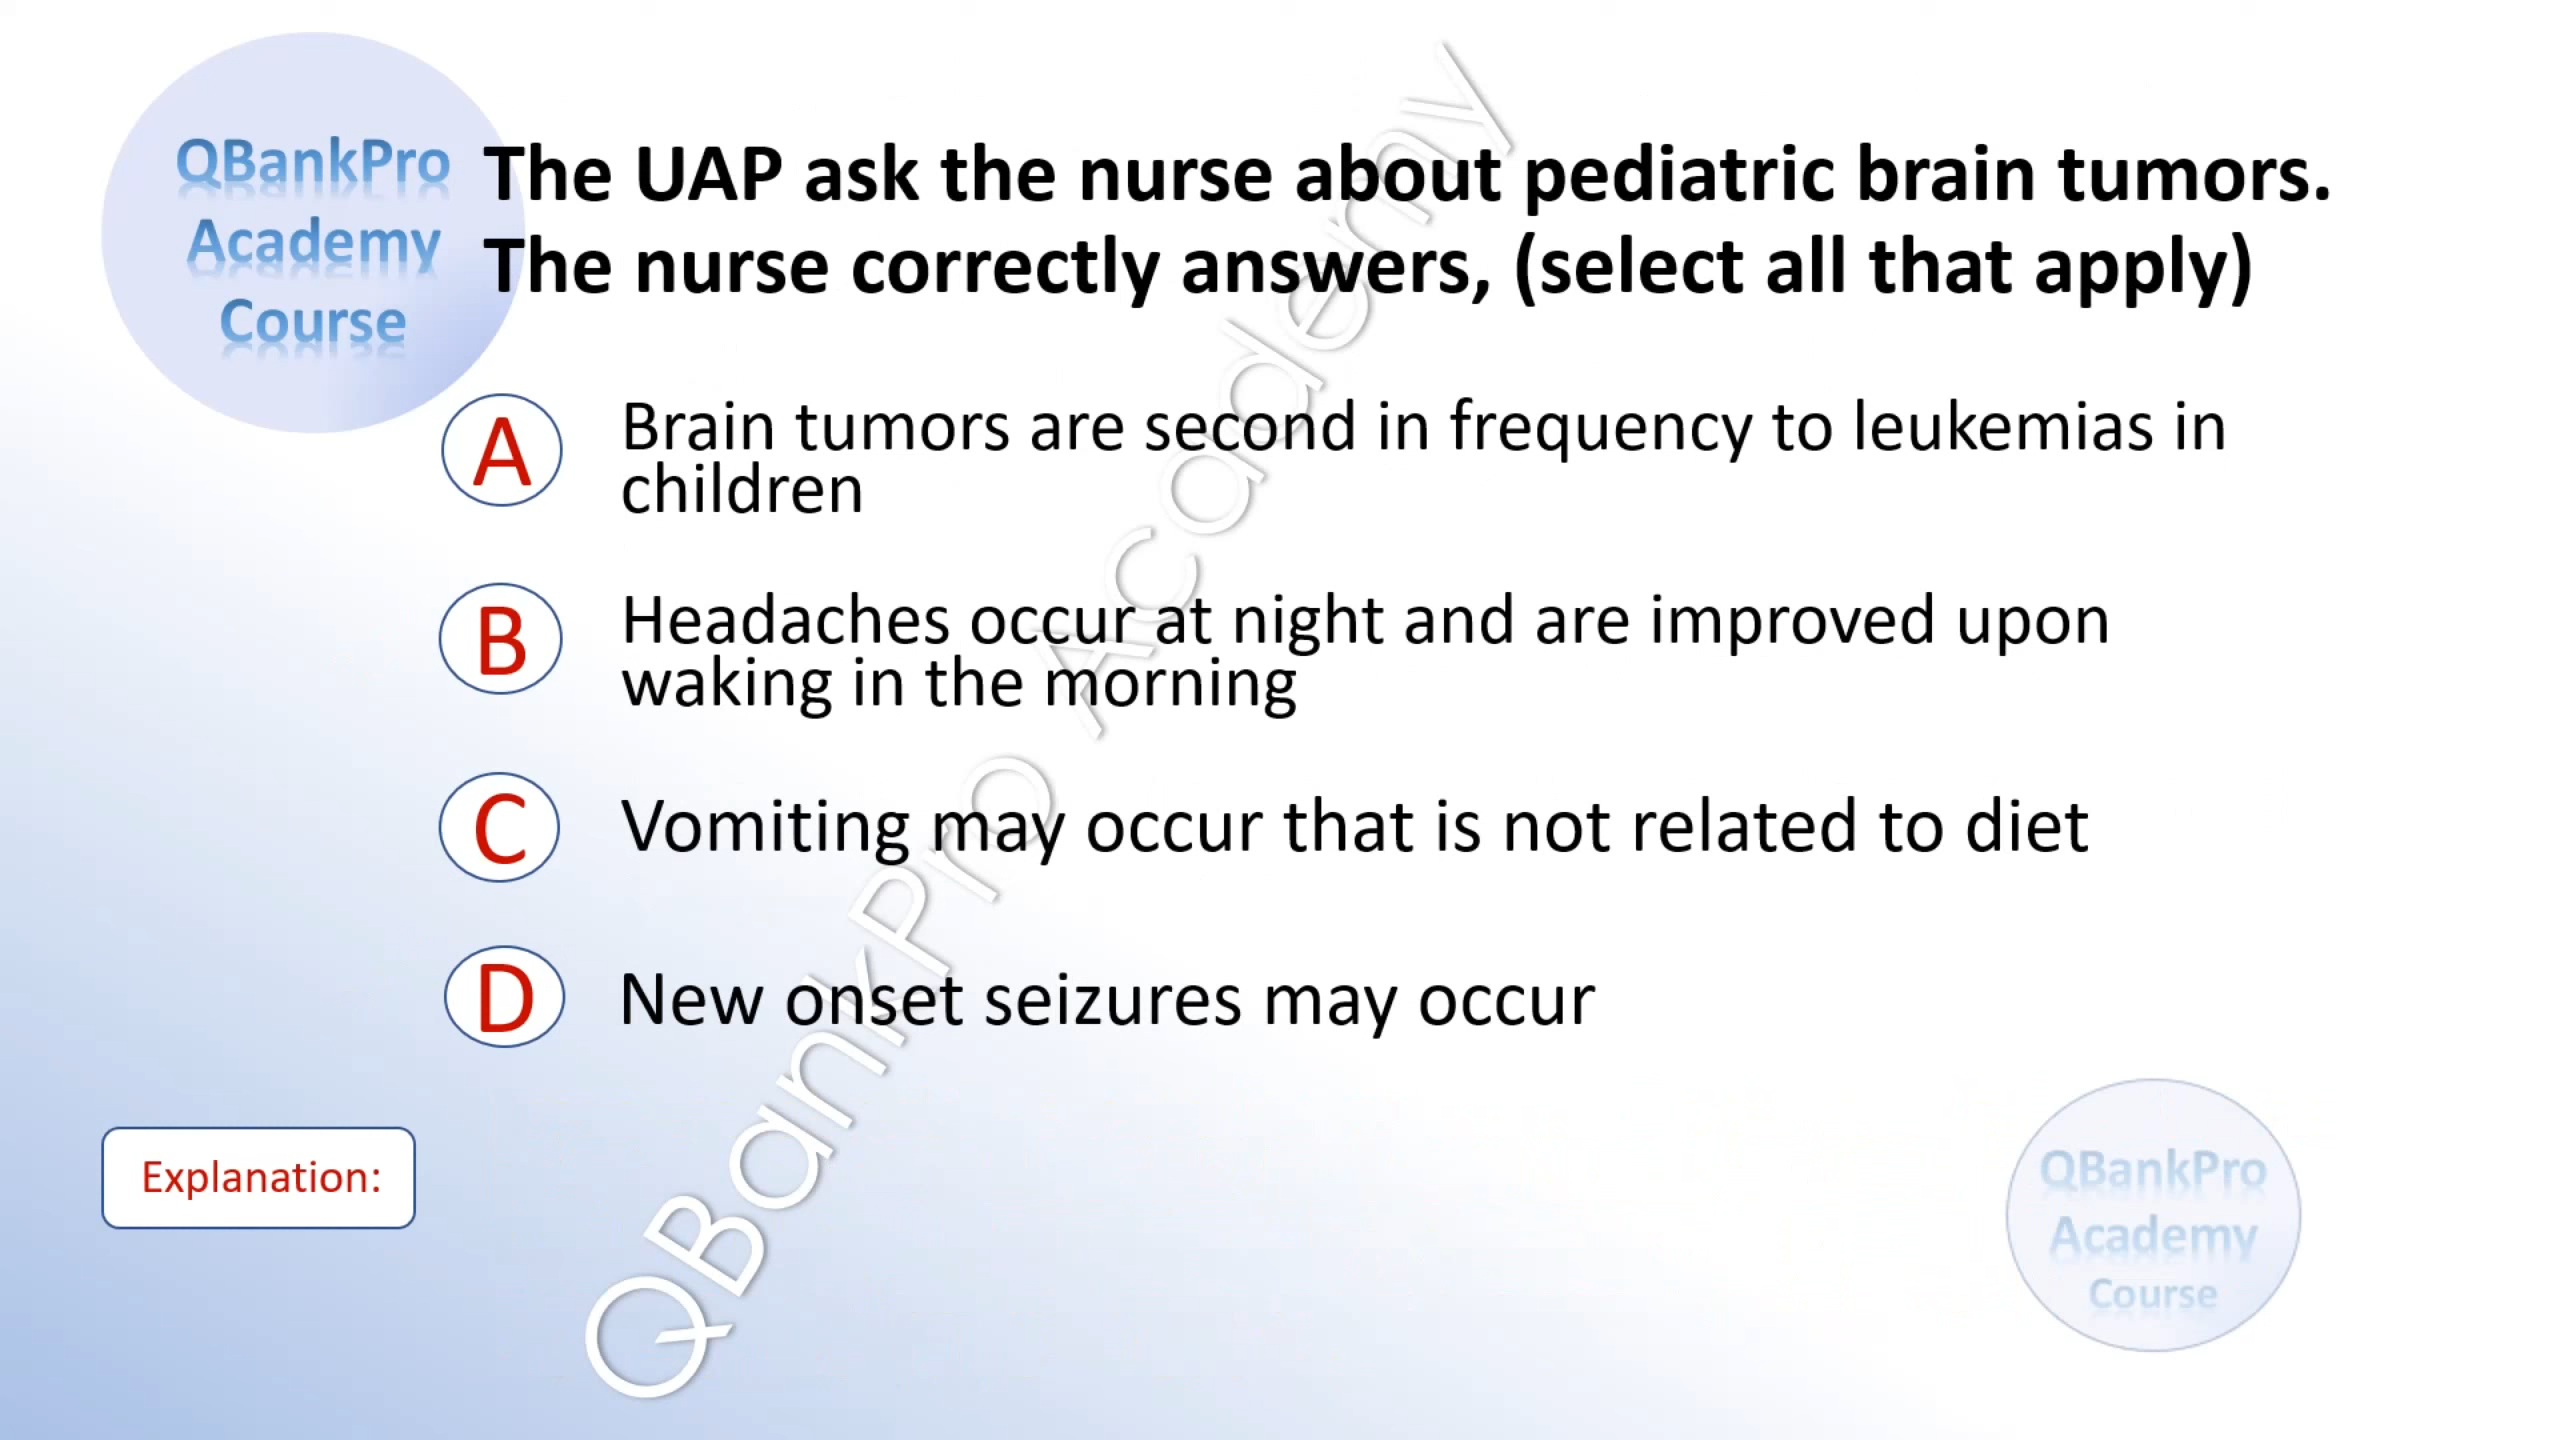 QBankPro
Academy
Course
The UAP ask the nurse about pediatric brain tumors.
The nurse correctly answers, (select all that apply)
A
Brain tumors are second in frequency to leukemias in
children
B
Headaches occur at night and are improved upon
waking in the morning
C
Vomiting may occur that is not related to diet
D
New onset seizures may occur
Explanation:
QBankPro Academy
QBankPro
Academy
Course